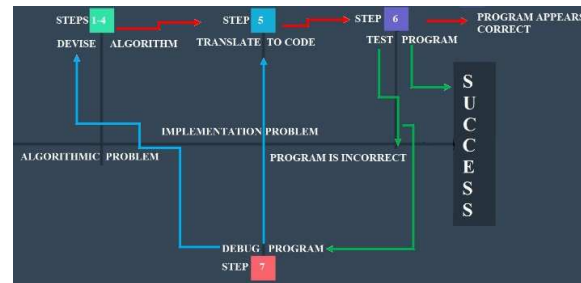 STEPS 1-4
DEVISE ALGORITHM
STEP 5
TRANSLATE TO CODE
STEP 6
TEST PROGRAM
PROGRAM APPEARS
CORRECT
SUCCESS
IMPLEMENTATION PROBLEM
ALGORITHMIC PROBLEM
PROGRAM IS INCORRECT
DEBUG PROGRAM
STEP 7